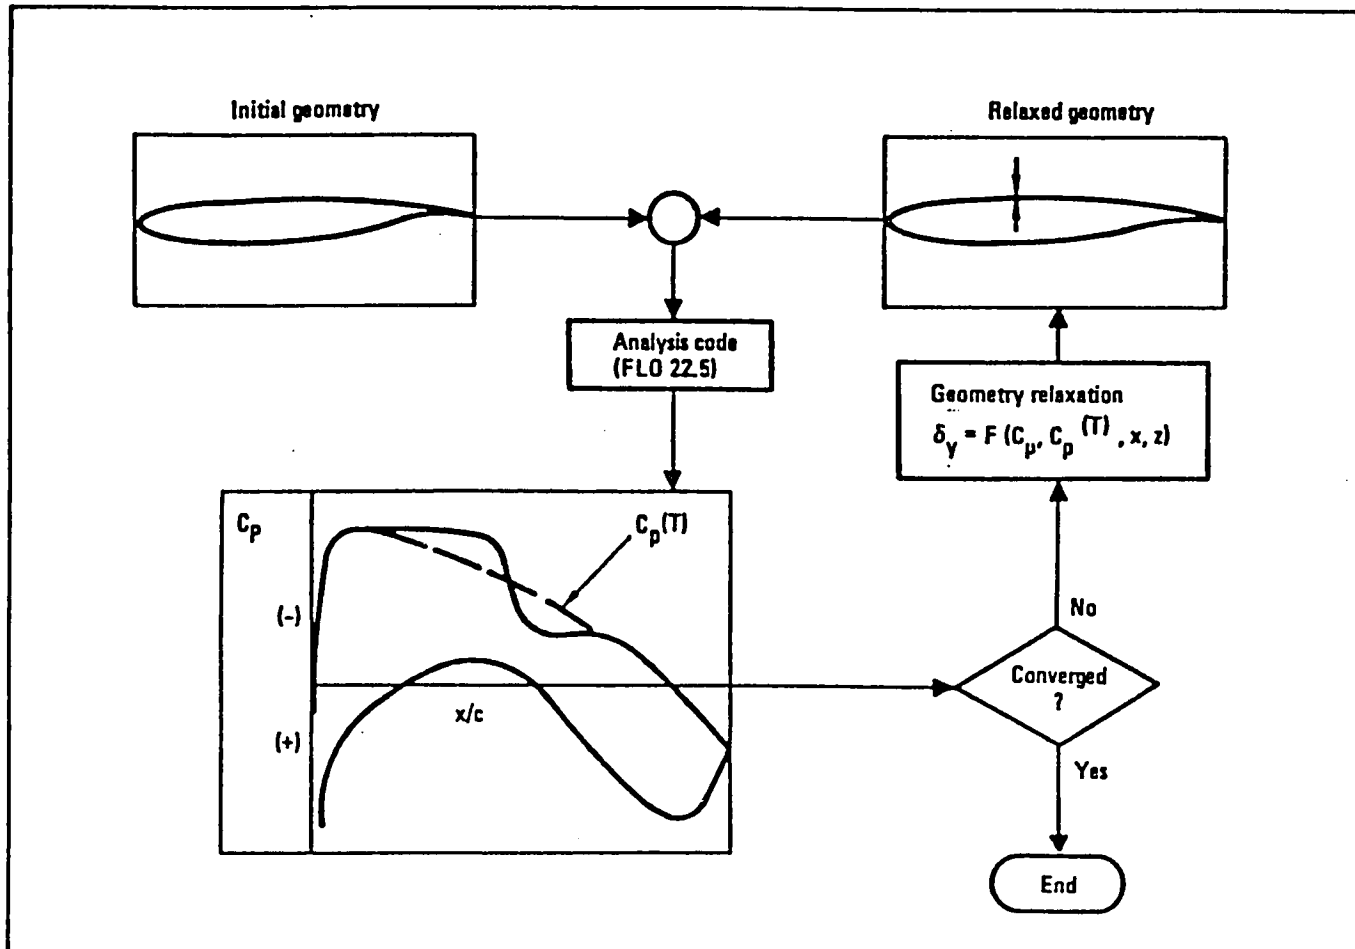 Initial geometry
Relaxed geometry
Analysis code
(FLO 22.5)
Geometry relaxation
δy = F (Cμ, Cp (T), x, z)
Cp
Cp(T)
(-)
x/c
(+)
No
Converged
?
Yes
End